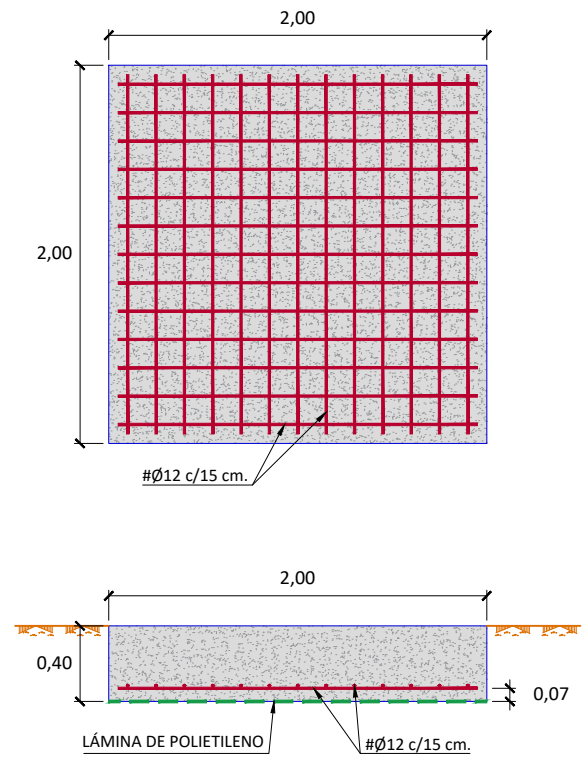 2,00
2,00
#Ø12 c/15 cm.
2,00
0,40
0,07
LÁMINA DE POLIETILENO
#Ø12 c/15 cm.